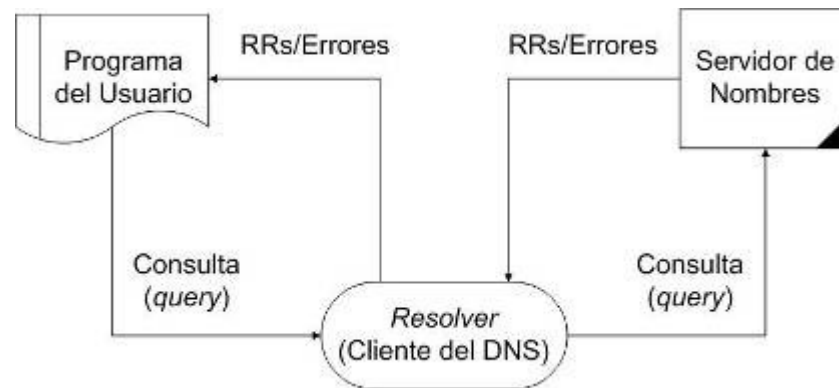 Programa
del Usuario
RRs/Errores
RRs/Errores
Servidor de
Nombres
Consulta
(query)
Resolver
(Cliente del DNS)
Consulta
(query)